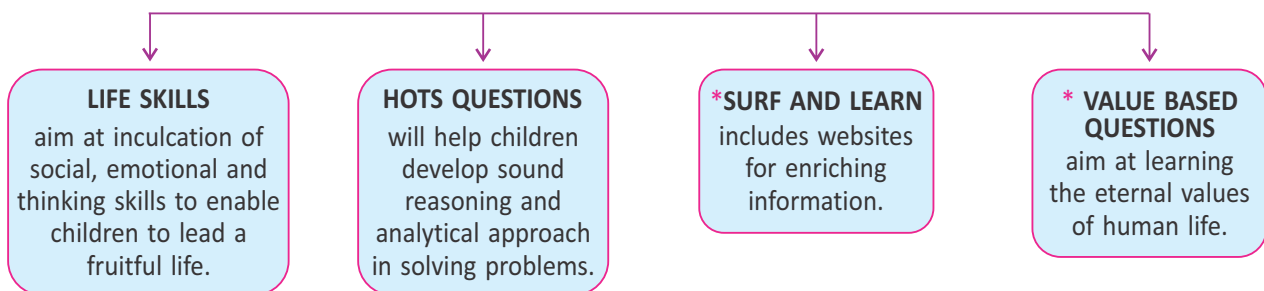 LIFE SKILLS
aim at inculcation of
social, emotional and
thinking skills to enable
children to lead a
fruitful life.
HOTS QUESTIONS
will help children
develop sound
reasoning and
analytical approach
in solving problems.
*SURF AND LEARN
includes websites
for enriching
information.
* VALUE BASED
QUESTIONS
aim at learning
the eternal values
of human life.